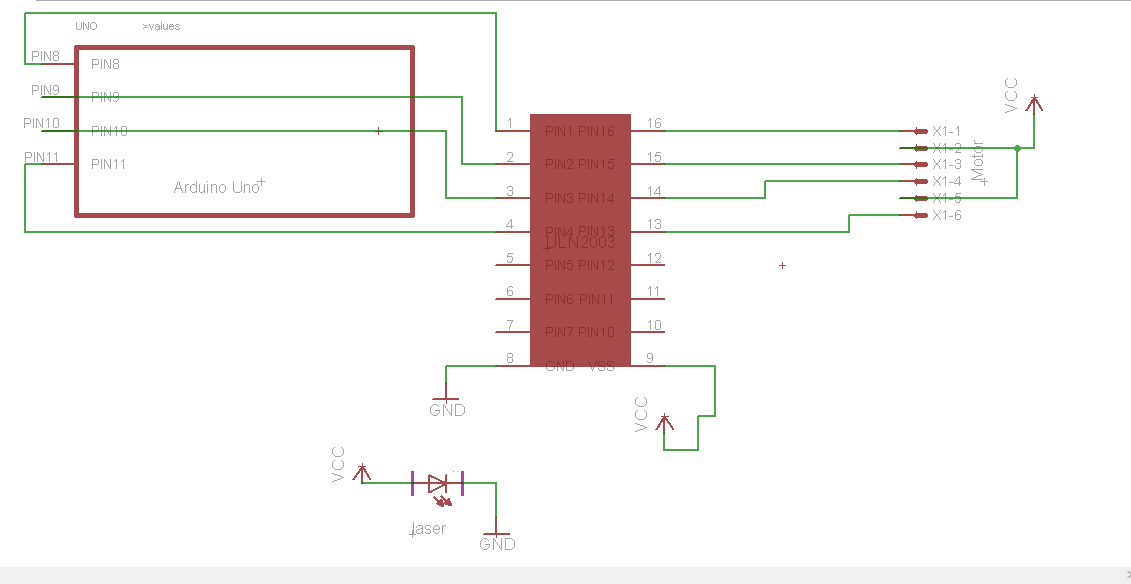 UNO >values
PIN8
PIN8
PIN9
PIN9
PIN10
PIN10
PIN11
PIN11
Arduino Uno
1 PIN1 PIN16 16
2 PIN2 PIN15 15
3 PIN3 PIN14 14
4 PIN4 PIN13 13
ULN2003
5 PIN5 PIN12 12
6 PIN6 PIN11 11
7 PIN7 PIN10 10
8 GND VSS 9
VCC
X1-1
X1-2
X1-3
X1-4
X1-5
X1-6
Motor
GND
VCC
VCC
laser
GND